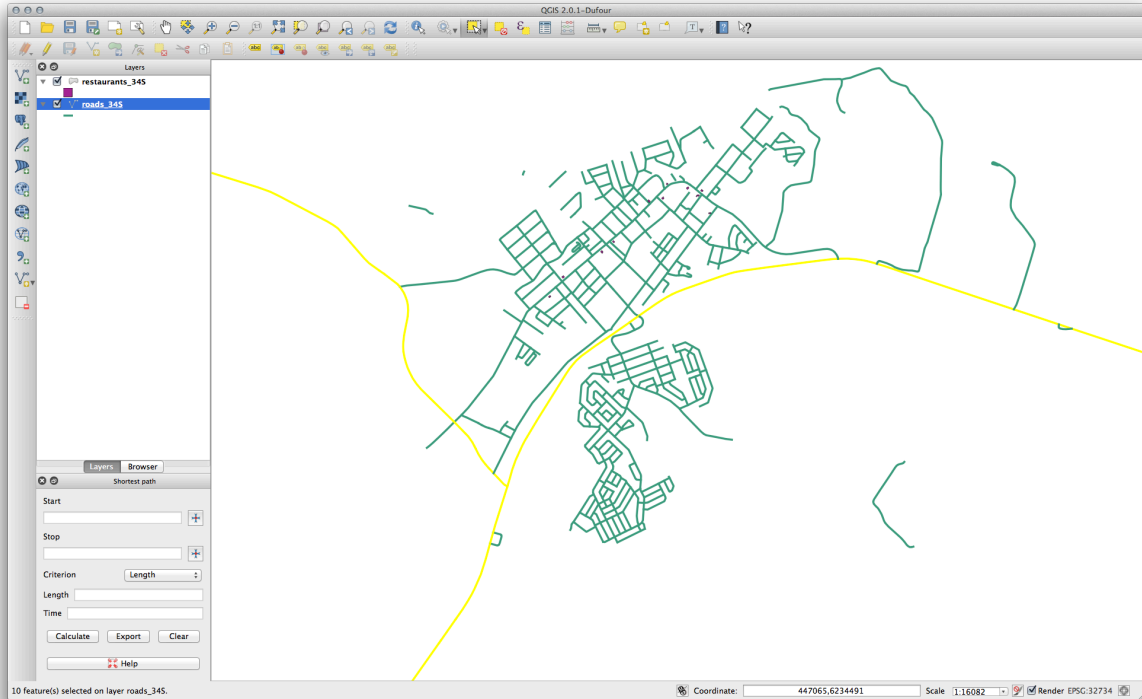 QGIS 2.0.1-Dufour
Layers
restaurants_34S
roads_34S
Layers Browser
Shortest path
Start
Stop
Criterion Length
Length
Time
Calculate Export Clear
Help
10 feature(s) selected on layer roads_34S.
Coordinate: 447065,6234491 Scale 1:16082 Render EPSG:32734